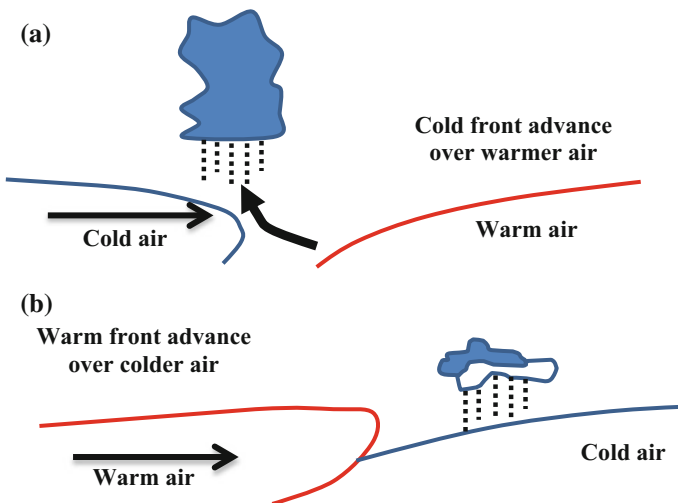 (a)
Cold front advance
over warmer air
Cold air
Warm air
(b)
Warm front advance
over colder air
Cold air
Warm air